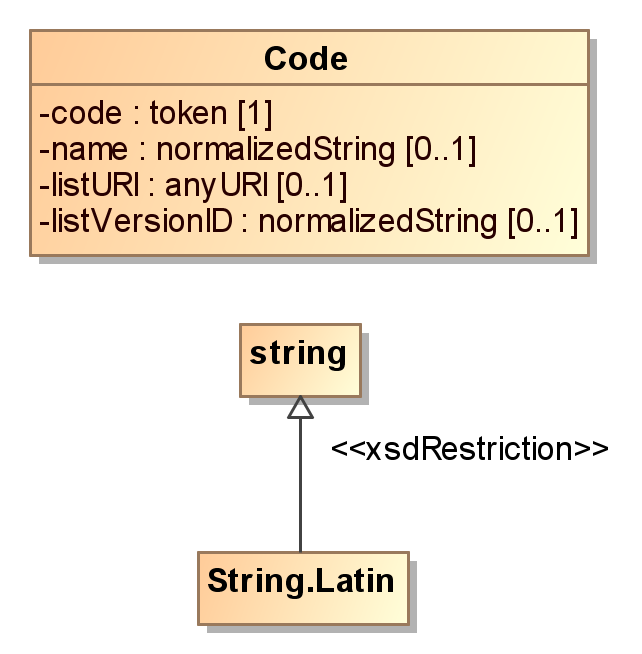 Code
-code : token [1]
-name : normalizedString [0..1]
-listURI : anyURI [0..1]
-listVersionID : normalizedString [0..1]
string
<<xsdRestriction>>
String.Latin